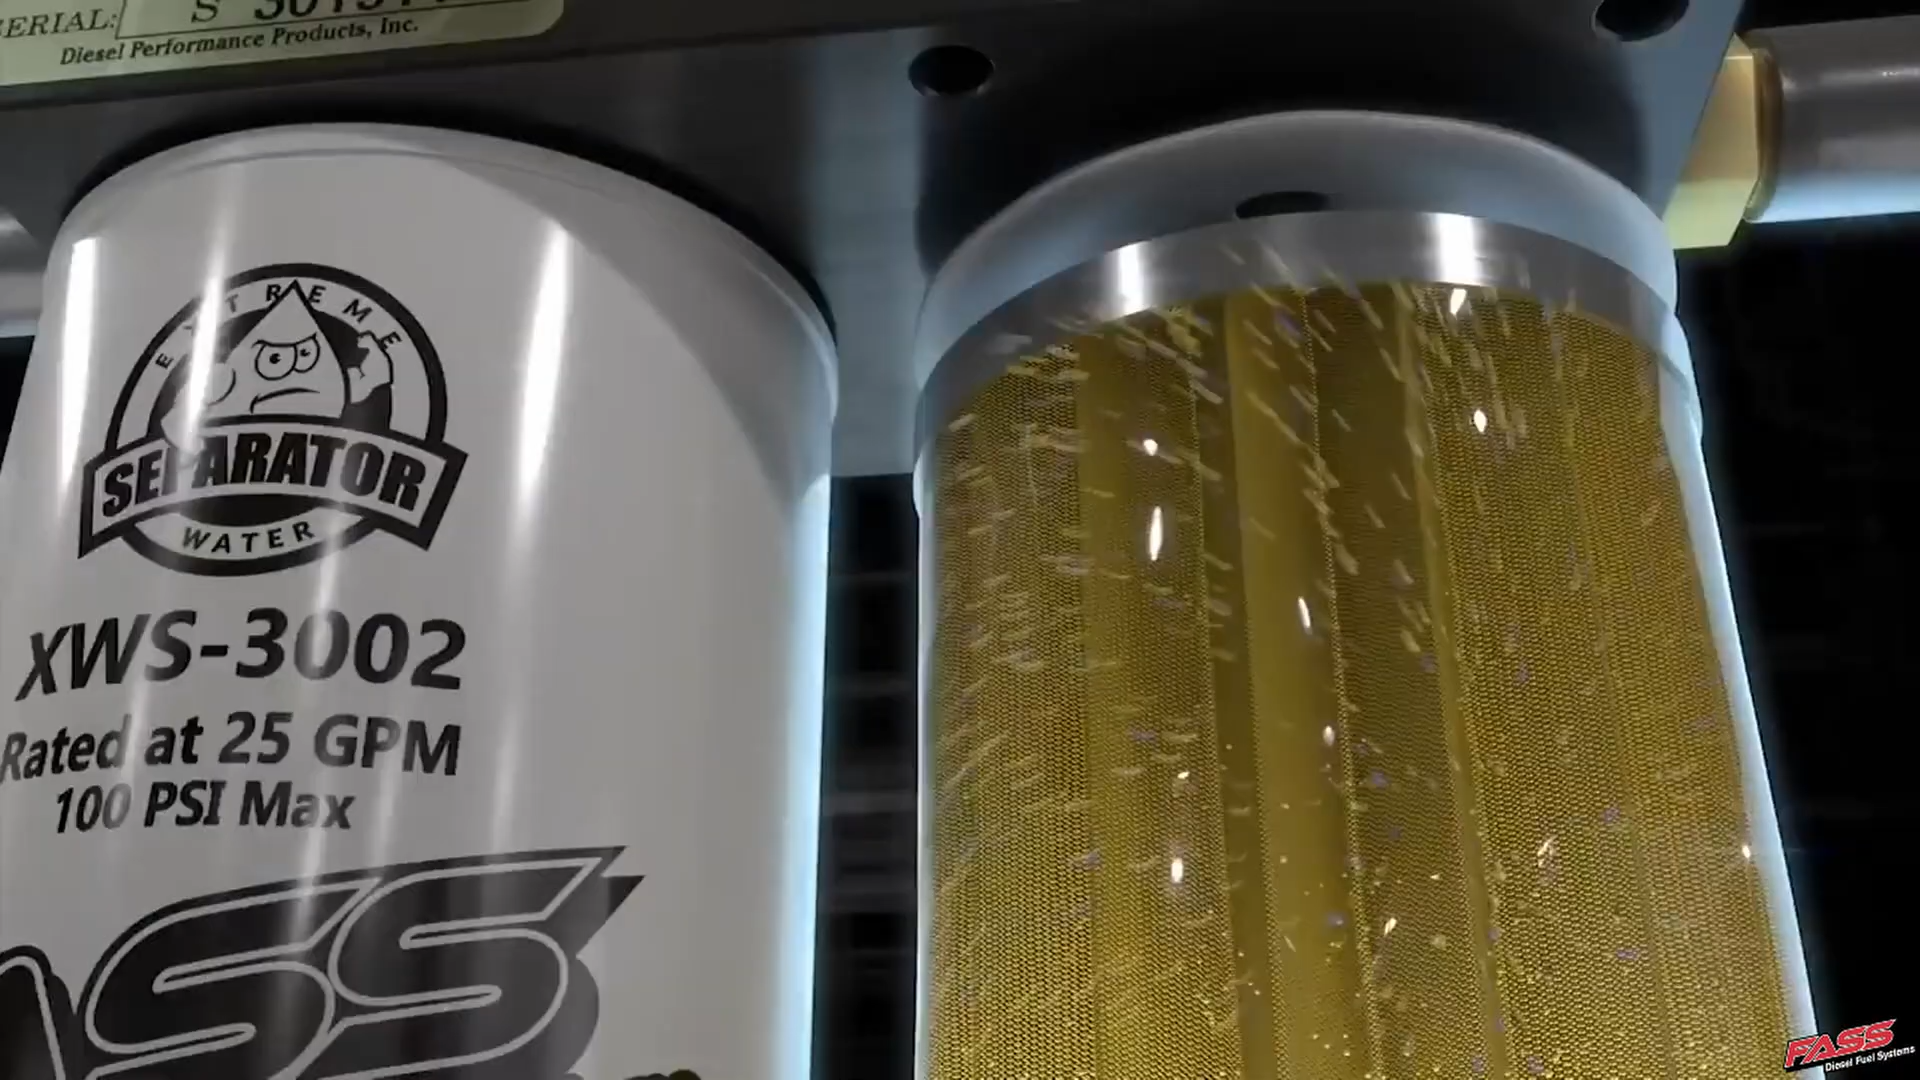 SERIAL: S
Diesel Performance Products, Inc.
EXTREME
SEPARATOR
WATER
XWS-3002
Rated at 25 GPM
100 PSI Max
FASS
Diesel Fuel Systems